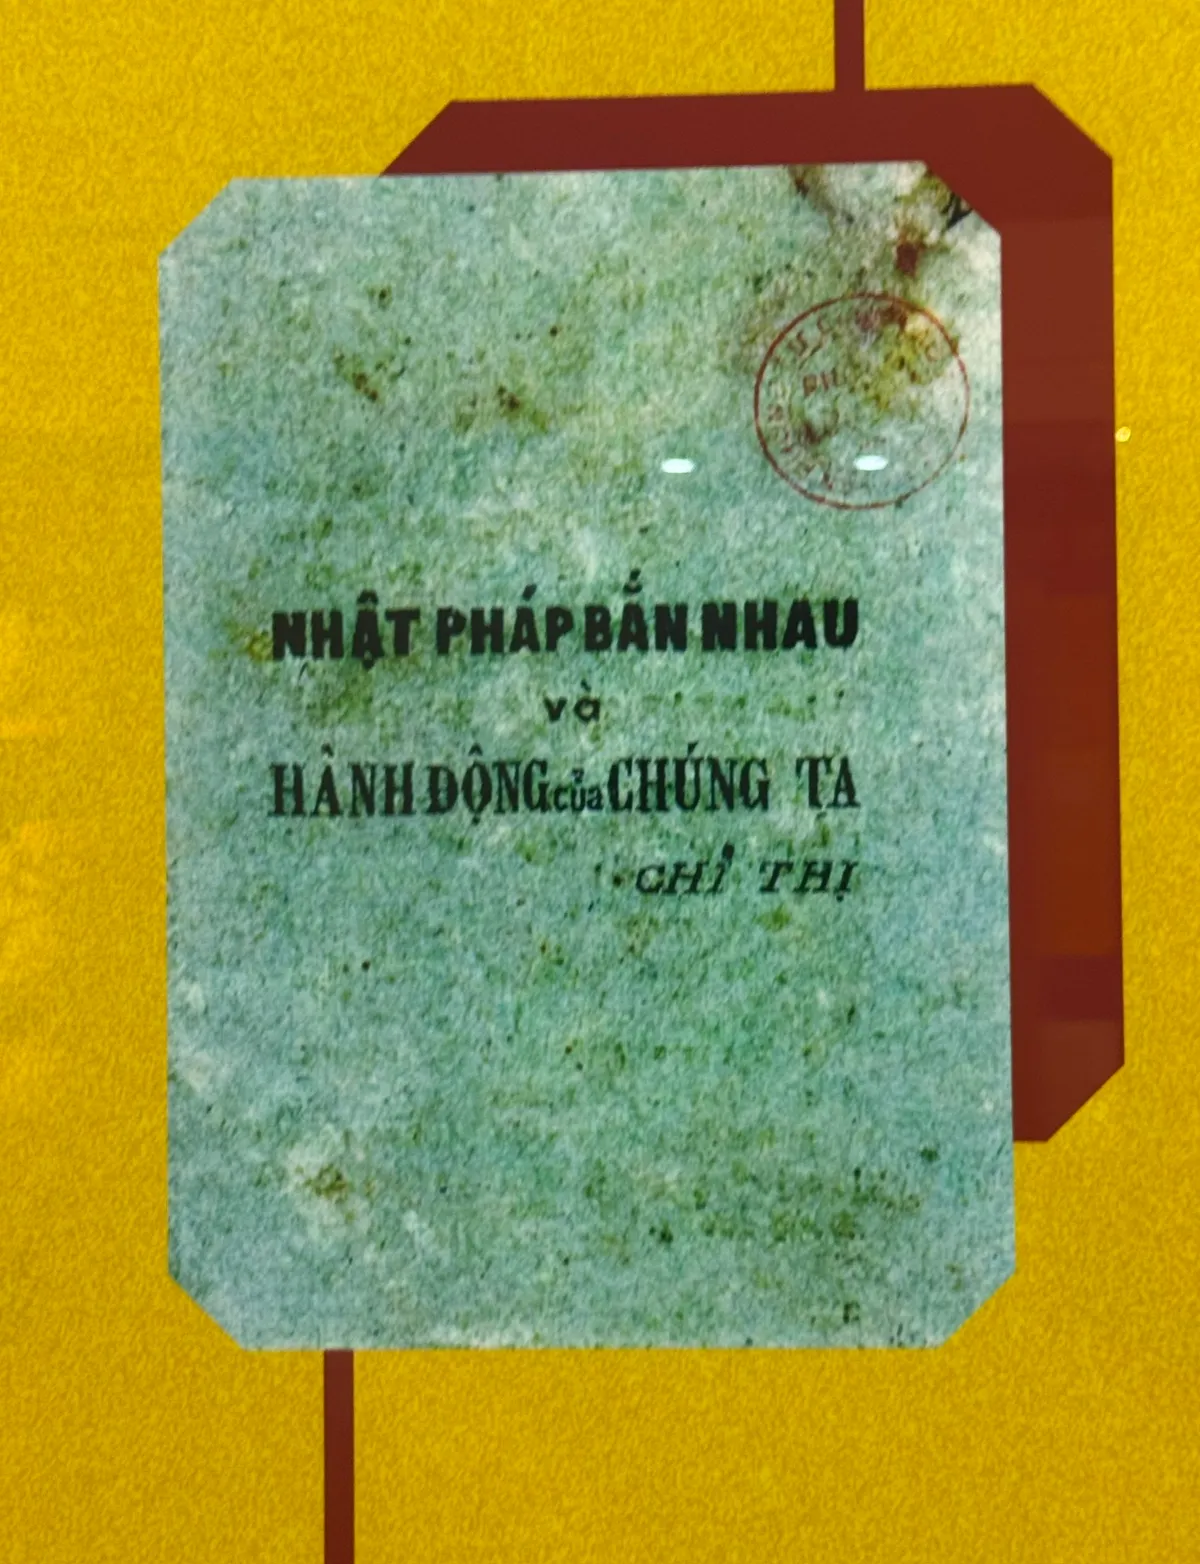 NHẬT PHÁP BẮN NHAU
và
HÀNH ĐỘNG của CHÚNG TA
CHỈ THỊ